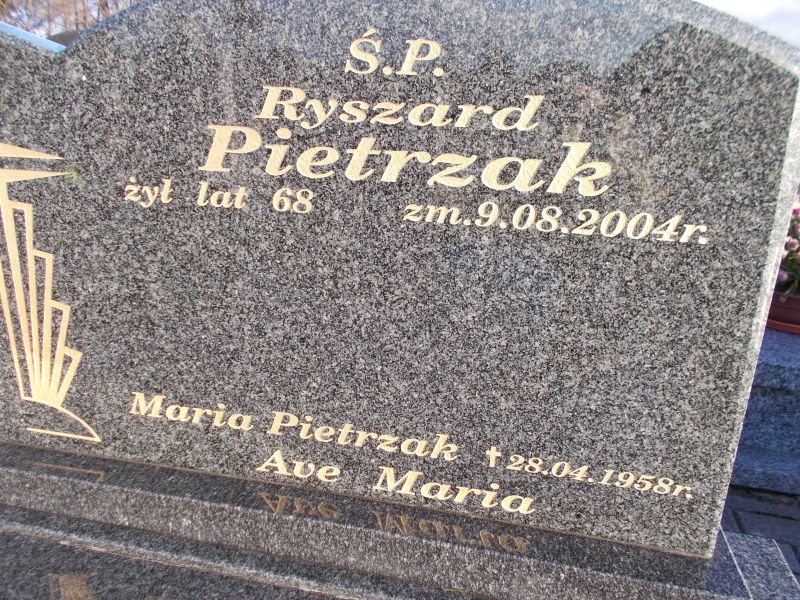 Ś.P.
Ryszard
Pietrzak
żył lat 68 zm.9.08.2004r.
Maria Pietrzak †28.04.1958r.
Ave Maria